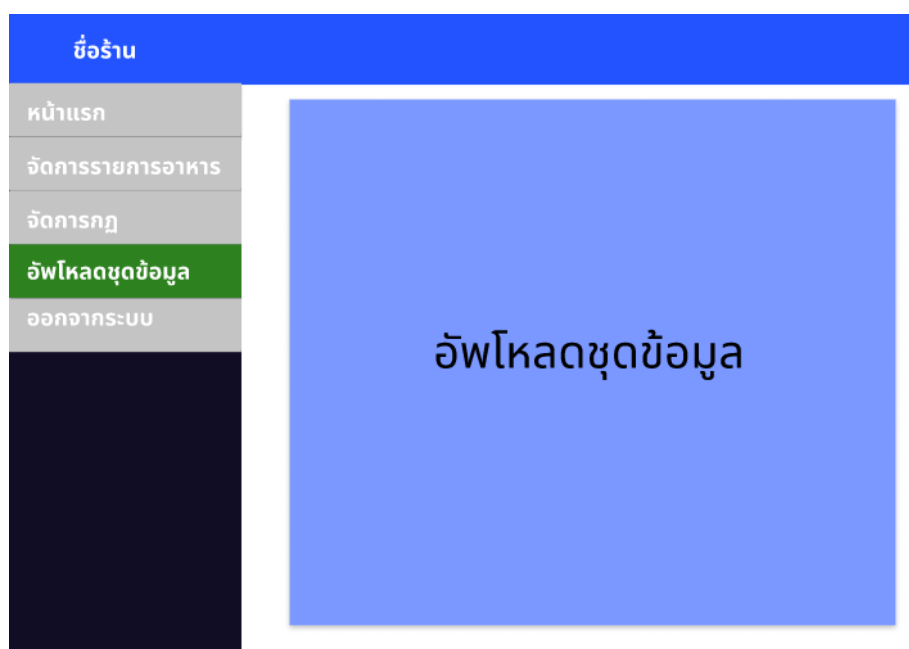 ชื่อร้าน
หน้าแรก
จัดการรายการอาหาร
จัดการกฏ
อัพโหลดชุดข้อมูล
ออกจากระบบ
อัพโหลดชุดข้อมูล